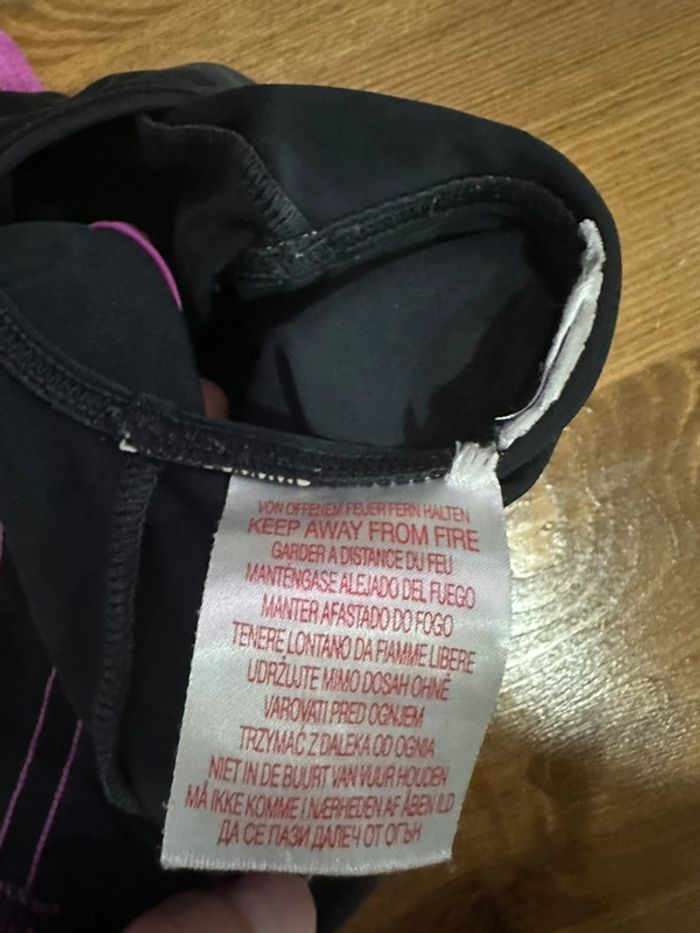 VON OFFENEM FEUER FERN HALTEN
KEEP AWAY FROM FIRE
GARDER A DISTANCE DU FEU
MANTÉNGASE ALEJADO DEL FUEGO
MANTER AFASTADO DO FOGO
TENERE LONTANO DA FIAMME LIBERE
UDRŽUJTE MIMO DOSAH OHNĚ
VAROVATI PRED OGNJEM
TRZYMAĆ Z DALEKA OD OGNIA
NIET IN DE BUURT VAN VUUR HOUDEN
MÅ IKKE KOMME I NÆRHEDEN AF ÅBEN ILD
ДА СЕ ПАЗИ ДАЛЕЧ ОТ ОГЪН